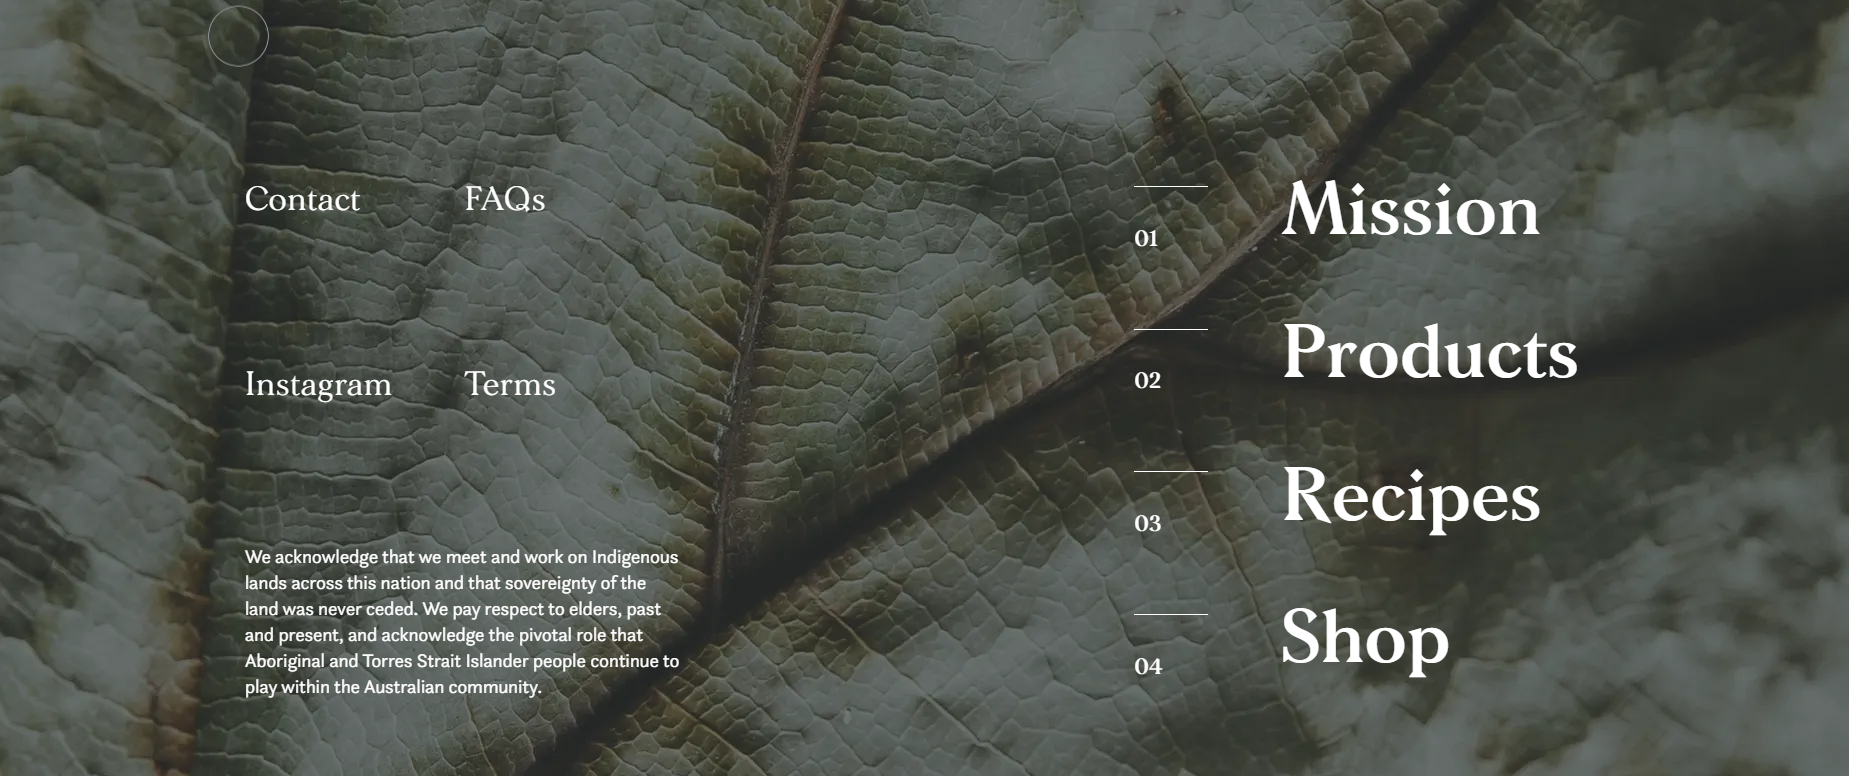 Contact
FAQs
Instagram
Terms
We acknowledge that we meet and work on Indigenous
lands across this nation and that sovereignty of the
land was never ceded. We pay respect to elders, past
and present, and acknowledge the pivotal role that
Aboriginal and Torres Strait Islander people continue to
play within the Australian community.
01
Mission
02
Products
03
Recipes
04
Shop